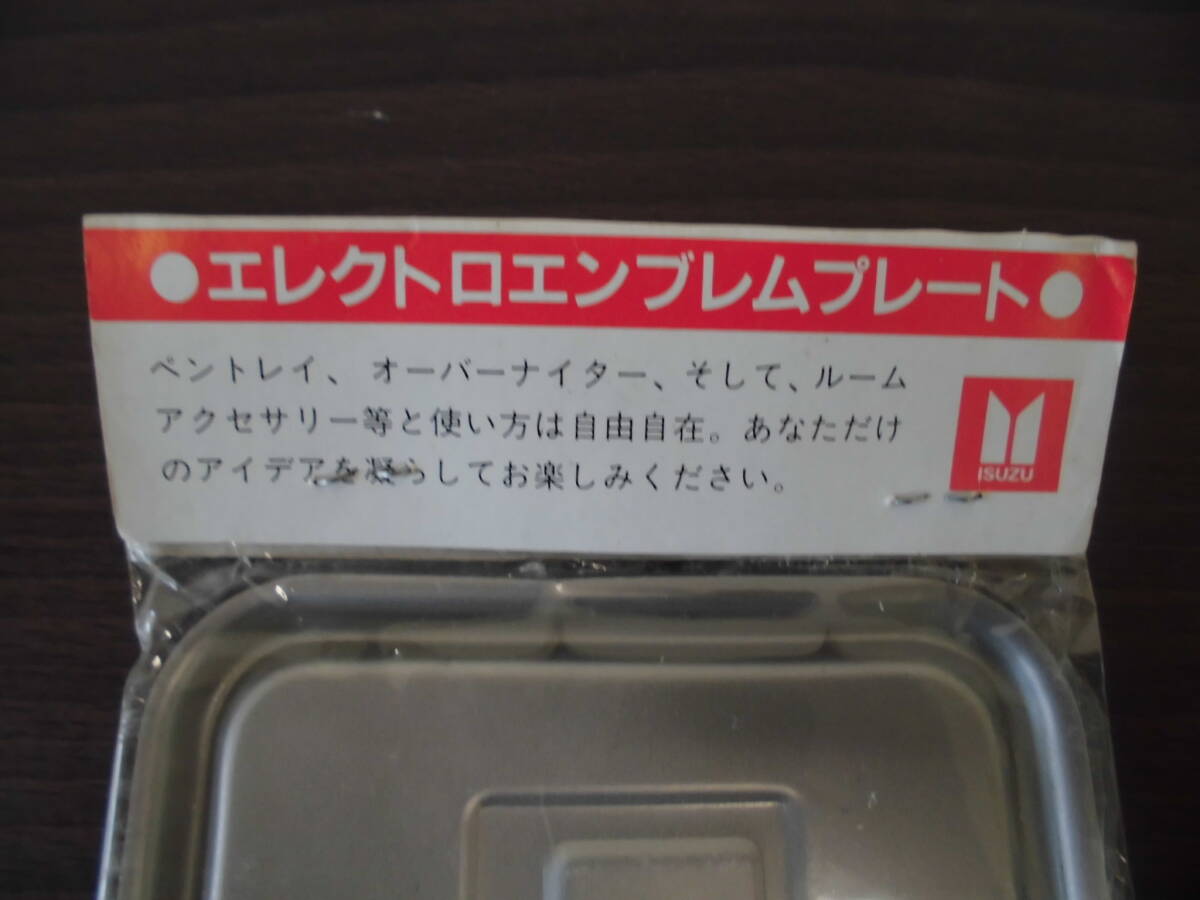 ●エレクトロエンブレムプレート●
ペントレイ、オーバーナイター、そして、ルーム
アクセサリー等と使い方は自由自在。あなただけ
のアイデアを凝らしてお楽しみください。
ISUZU